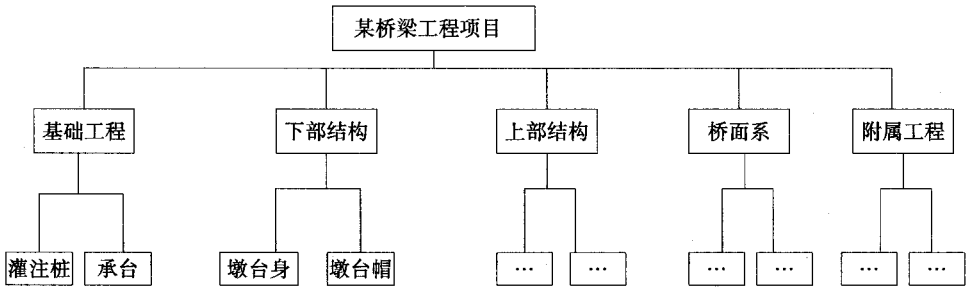 某桥梁工程项目
基础工程 下部结构 上部结构 桥面系 附属工程
灌注桩 承台 墩台身 墩台帽 … … … … … …